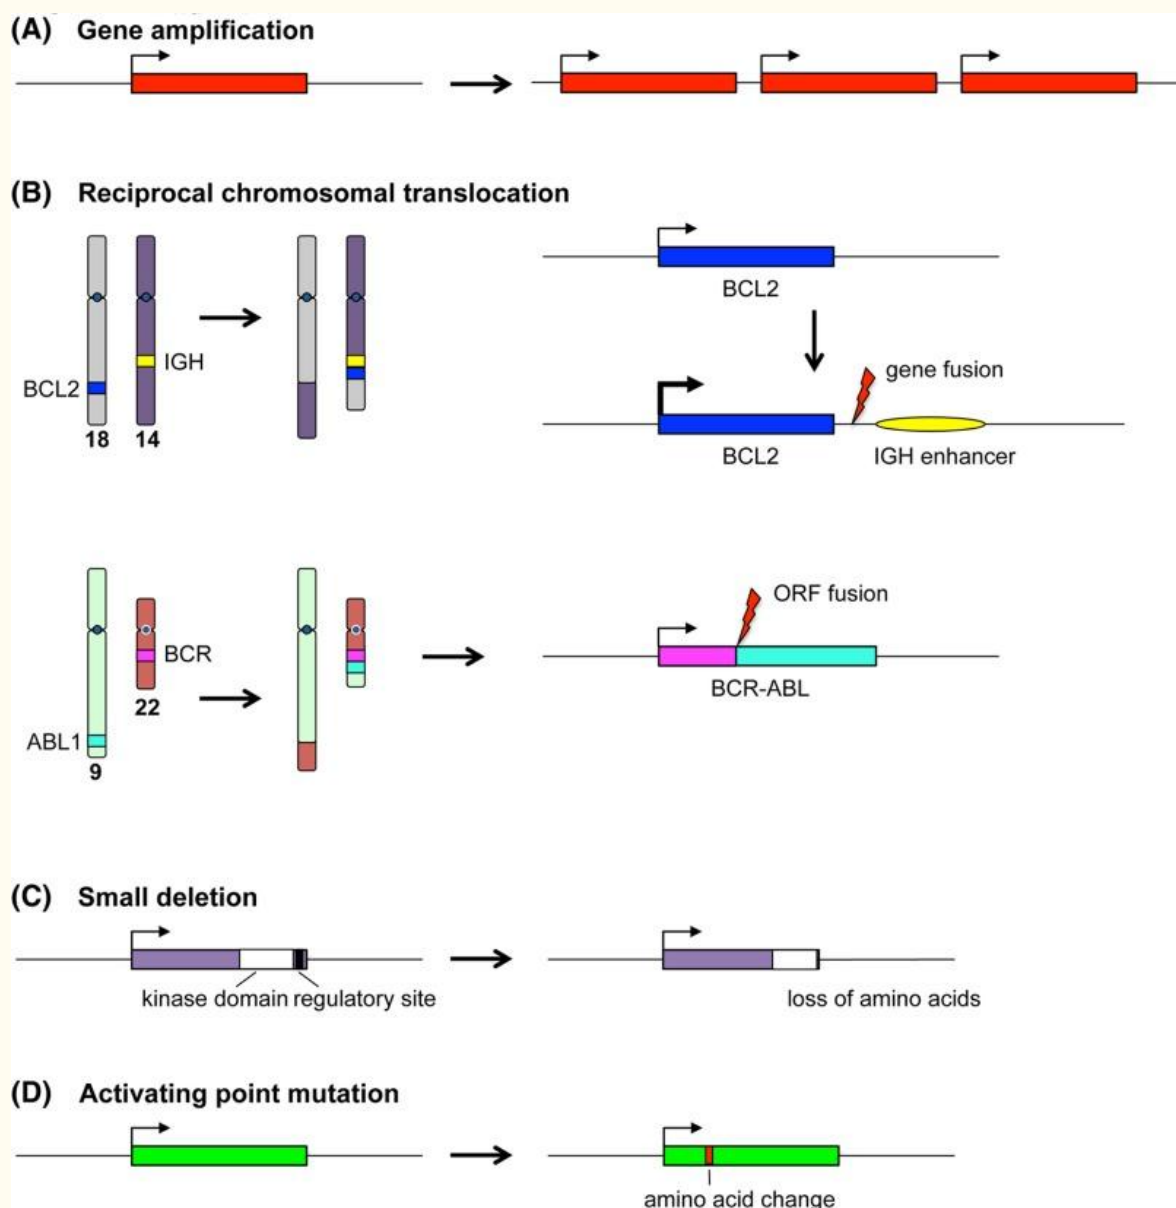 (A) Gene amplification
(B) Reciprocal chromosomal translocation
BCL2
IGH
BCL2
18 14
gene fusion
BCL2 IGH enhancer
ORF fusion
BCR
BCR-ABL
22
ABL1
9
(C) Small deletion
kinase domain regulatory site
loss of amino acids
(D) Activating point mutation
amino acid change